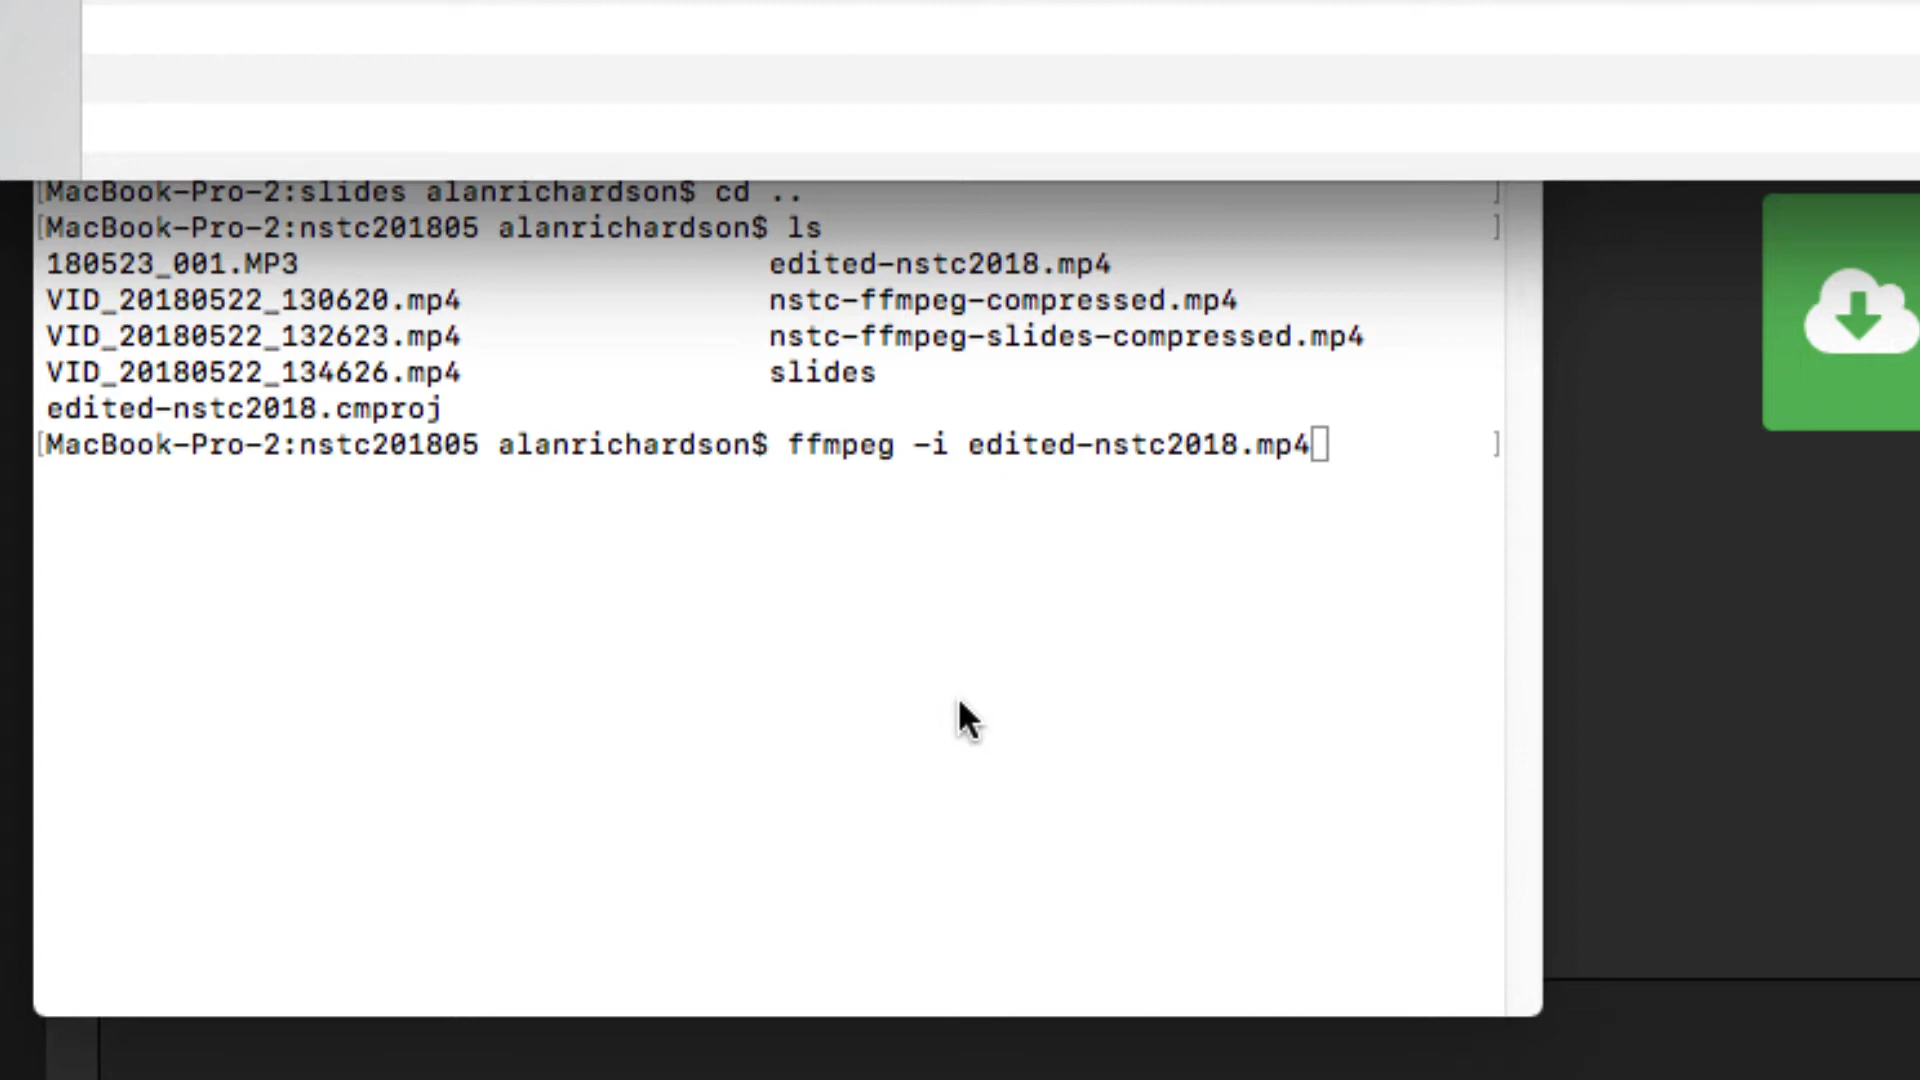 [MacBook-Pro-2:slides alanrichardson$ cd .. ]
[MacBook-Pro-2:nstc201805 alanrichardson$ ls ]
180523_001.MP3 edited-nstc2018.mp4
VID_20180522_130620.mp4 nstc-ffmpeg-compressed.mp4
VID_20180522_132623.mp4 nstc-ffmpeg-slides-compressed.mp4
VID_20180522_134626.mp4 slides
edited-nstc2018.cmproj
[MacBook-Pro-2:nstc201805 alanrichardson$ ffmpeg -i edited-nstc2018.mp4 ]